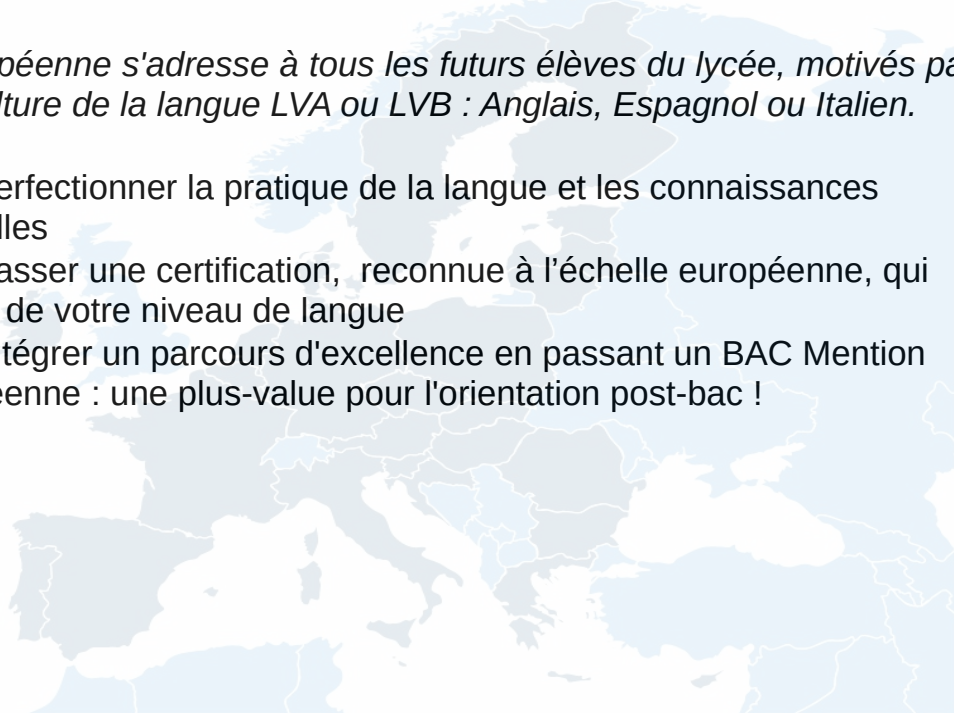 péenne s'adresse à tous les futurs élèves du lycée, motivés pa
lture de la langue LVA ou LVB : Anglais, Espagnol ou Italien.
erfectionner la pratique de la langue et les connaissances
lles
asser une certification, reconnue à l’échelle européenne, qui
de votre niveau de langue
tégrer un parcours d'excellence en passant un BAC Mention
enne : une plus-value pour l'orientation post-bac !